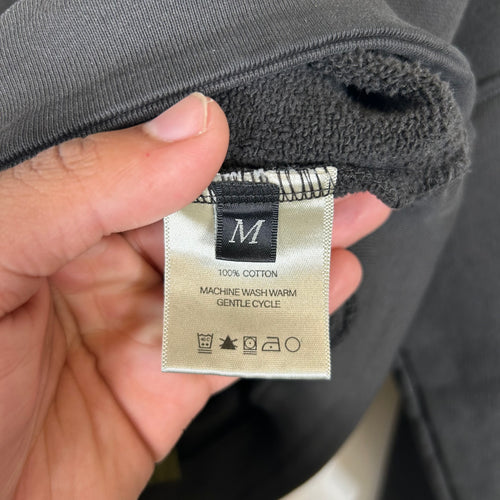 M
100% COTTON
MACHINE WASH WARM
GENTLE CYCLE